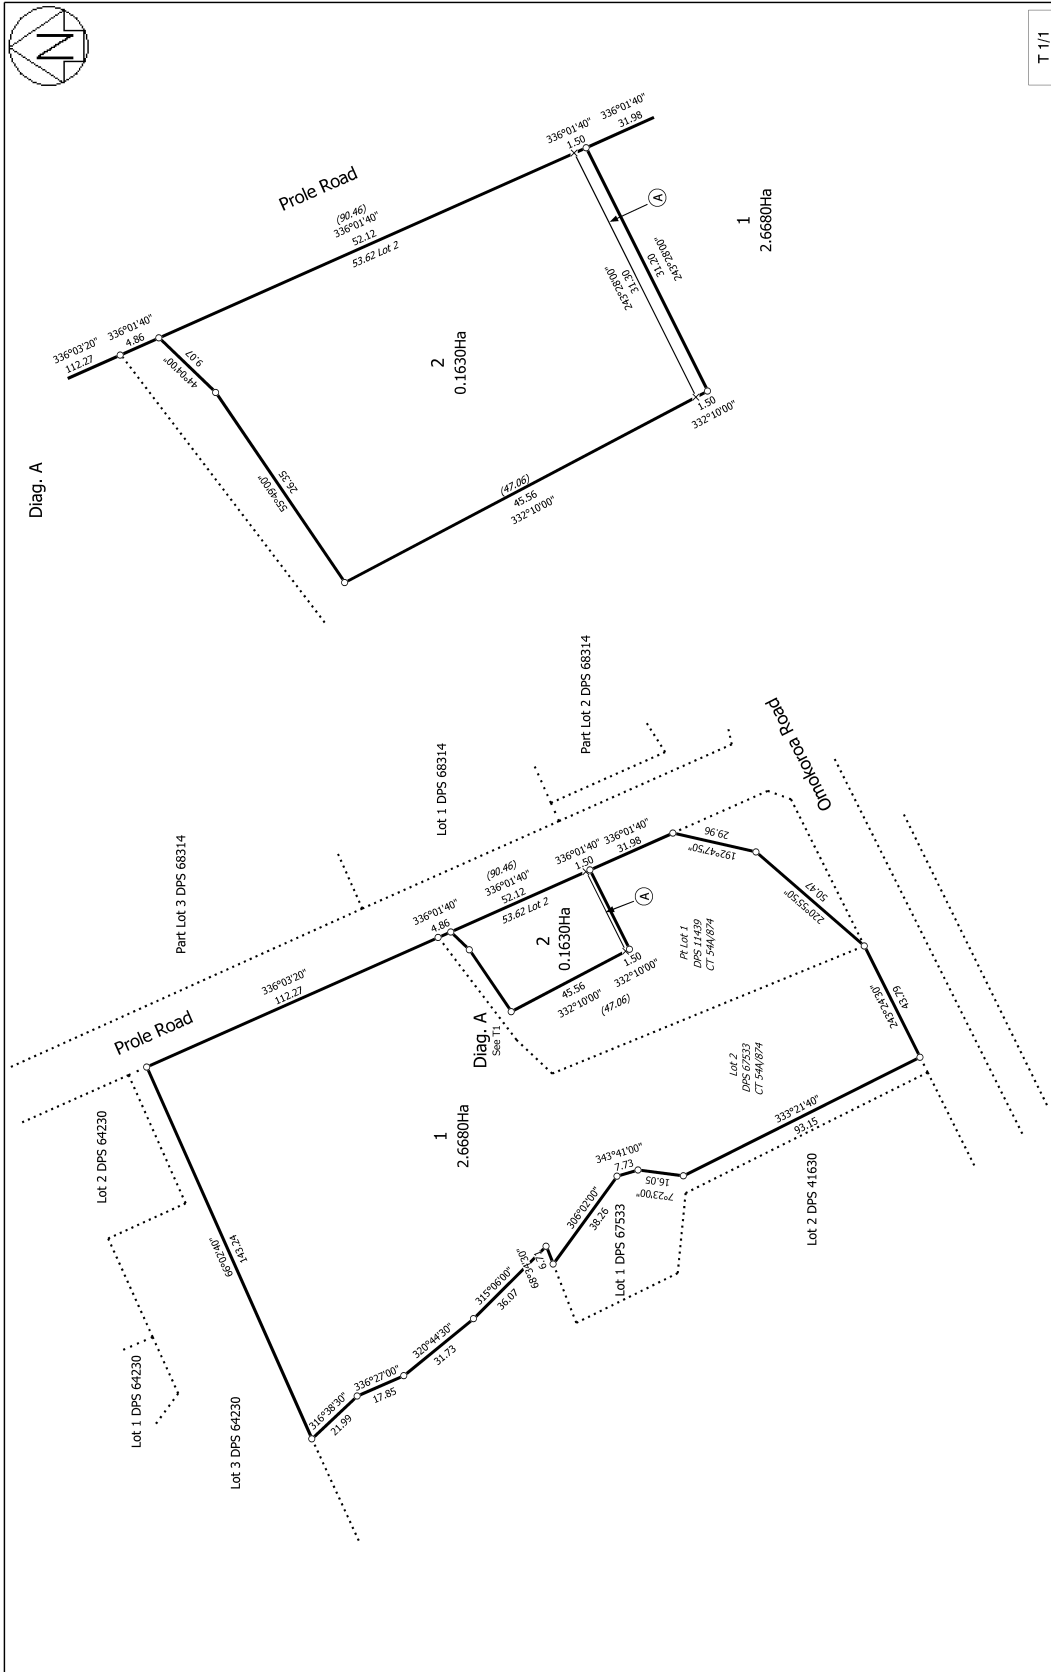 N
T 1/1
Diag. A
Prole Road
336°03'20"
112.27
336°01'40"
4.86
44°04'00"
9.07
55°49'00"
26.35
(90.46)
336°01'40"
52.12
53.62 Lot 2
336°01'40"
1.50
336°01'40"
31.98
2
0.1630Ha
243°28'00"
31.30
31.20
243°28'00"
A
1
2.6680Ha
(47.06)
45.56
332°10'00"
1.50
332°10'00"
Part Lot 3 DPS 68314
Lot 1 DPS 68314
Part Lot 2 DPS 68314
Prole Road
Omokoroa Road
336°03'20"
112.27
336°01'40"
4.86
(90.46)
336°01'40"
52.12
53.62 Lot 2
336°01'40"
1.50
336°01'40"
31.98
192°47'50"
29.96
220°55'50"
50.47
243°24'30"
43.79
2
0.1630Ha
A
1.50
332°10'00"
45.56
332°10'00"
(47.06)
Diag. A
See T1
Pt Lot 1
DPS 11439
CT 54A/874
Lot 2
DPS 67533
CT 54A/874
1
2.6680Ha
Lot 2 DPS 64230
Lot 1 DPS 64230
Lot 3 DPS 64230
66°02'40"
143.24
316°38'30"
21.99
336°27'00"
17.85
320°44'30"
31.73
315°06'00"
36.07
68°34'30"
6.71
306°02'00"
38.26
343°41'00"
7.73
7°23'00"
16.05
333°21'40"
93.15
Lot 1 DPS 67533
Lot 2 DPS 41630